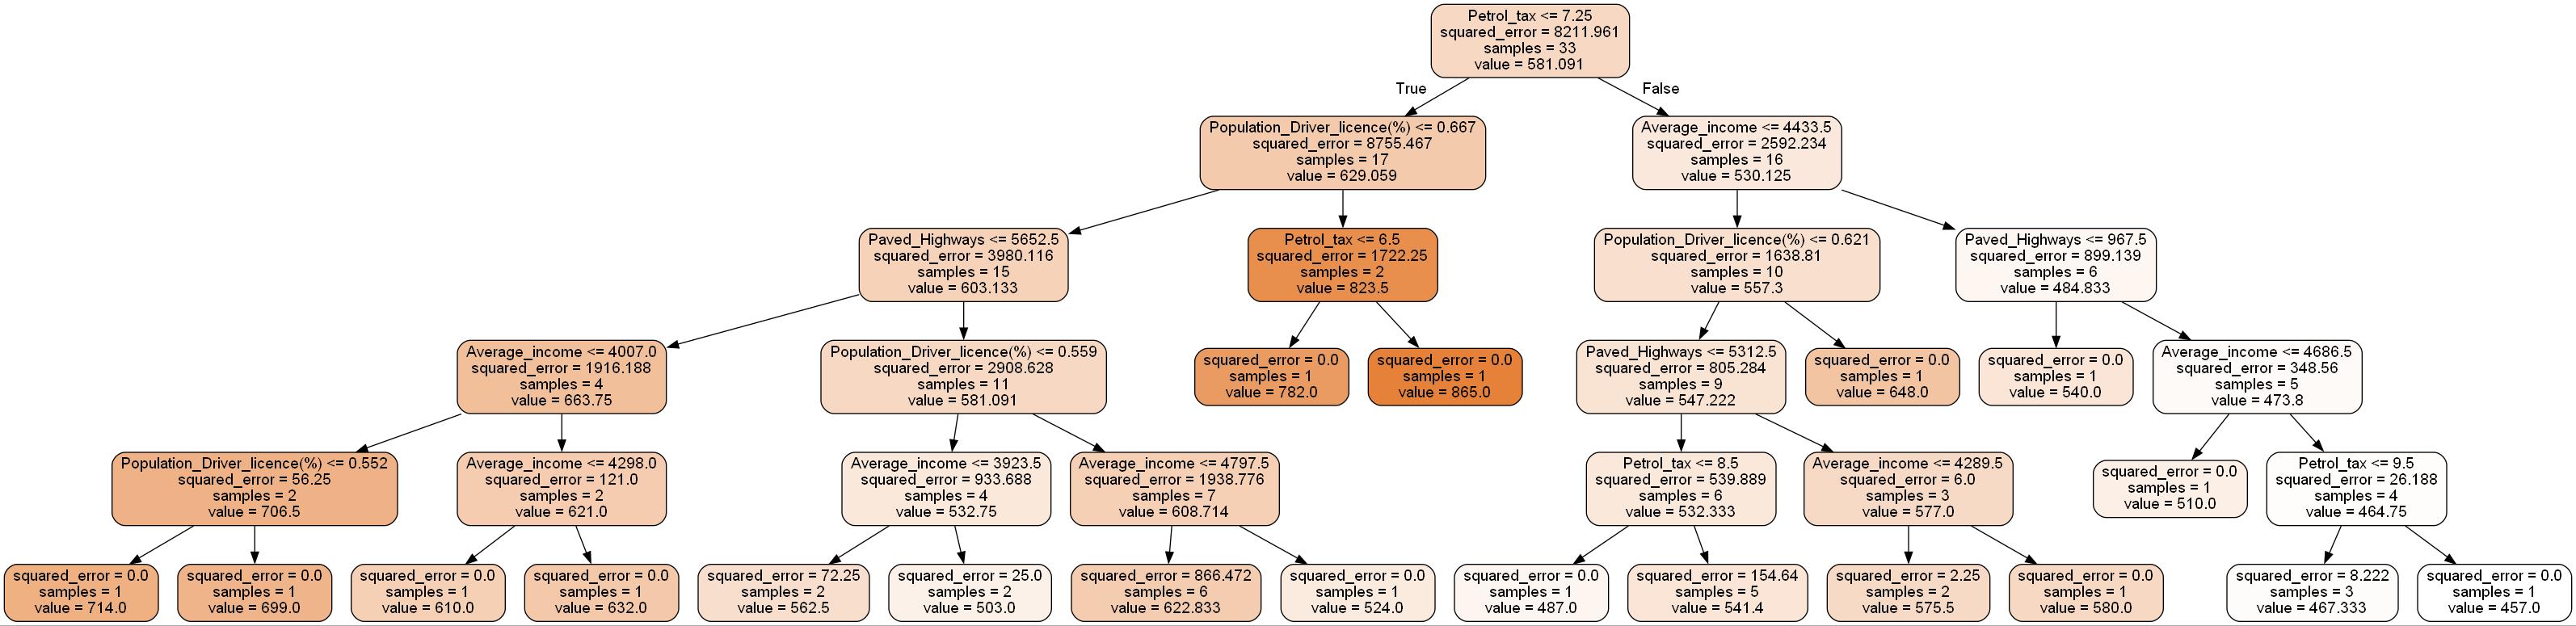 Petrol_tax <= 7.25
squared_error = 8211.961
samples = 33
value = 581.091
True
False
Population_Driver_licence(%) <= 0.667
squared_error = 8755.467
samples = 17
value = 629.059
Average_income <= 4433.5
squared_error = 2592.234
samples = 16
value = 530.125
Paved_Highways <= 5652.5
squared_error = 3980.116
samples = 15
value = 603.133
Petrol_tax <= 6.5
squared_error = 1722.25
samples = 2
value = 823.5
Population_Driver_licence(%) <= 0.621
squared_error = 1638.81
samples = 10
value = 557.3
Paved_Highways <= 967.5
squared_error = 899.139
samples = 6
value = 484.833
Average_income <= 4007.0
squared_error = 1916.188
samples = 4
value = 663.75
Population_Driver_licence(%) <= 0.559
squared_error = 2908.628
samples = 11
value = 581.091
squared_error = 0.0
samples = 1
value = 782.0
squared_error = 0.0
samples = 1
value = 865.0
Paved_Highways <= 5312.5
squared_error = 805.284
samples = 9
value = 547.222
squared_error = 0.0
samples = 1
value = 648.0
squared_error = 0.0
samples = 1
value = 540.0
Average_income <= 4686.5
squared_error = 348.56
samples = 5
value = 473.8
Population_Driver_licence(%) <= 0.552
squared_error = 56.25
samples = 2
value = 706.5
Average_income <= 4298.0
squared_error = 121.0
samples = 2
value = 621.0
Average_income <= 3923.5
squared_error = 933.688
samples = 4
value = 532.75
Average_income <= 4797.5
squared_error = 1938.776
samples = 7
value = 608.714
Petrol_tax <= 8.5
squared_error = 539.889
samples = 6
value = 532.333
Average_income <= 4289.5
squared_error = 6.0
samples = 3
value = 577.0
squared_error = 0.0
samples = 1
value = 510.0
Petrol_tax <= 9.5
squared_error = 26.188
samples = 4
value = 464.75
squared_error = 0.0
samples = 1
value = 714.0
squared_error = 0.0
samples = 1
value = 699.0
squared_error = 0.0
samples = 1
value = 610.0
squared_error = 0.0
samples = 1
value = 632.0
squared_error = 72.25
samples = 2
value = 562.5
squared_error = 25.0
samples = 2
value = 503.0
squared_error = 866.472
samples = 6
value = 622.833
squared_error = 0.0
samples = 1
value = 524.0
squared_error = 0.0
samples = 1
value = 487.0
squared_error = 154.64
samples = 5
value = 541.4
squared_error = 2.25
samples = 2
value = 575.5
squared_error = 0.0
samples = 1
value = 580.0
squared_error = 8.222
samples = 3
value = 467.333
squared_error = 0.0
samples = 1
value = 457.0